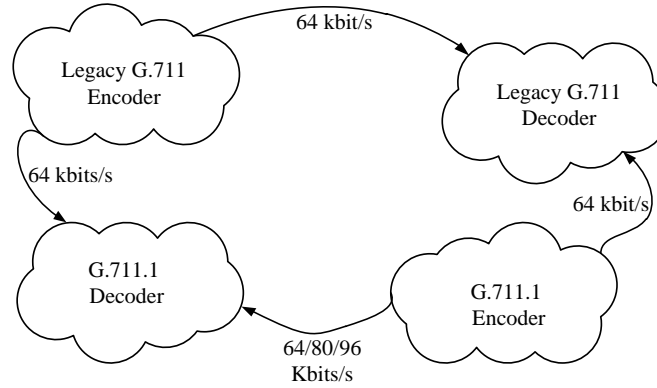 64 kbit/s
Legacy G.711
Encoder
Legacy G.711
Decoder
64 kbits/s
64 kbit/s
G.711.1
Decoder
G.711.1
Encoder
64/80/96
Kbits/s